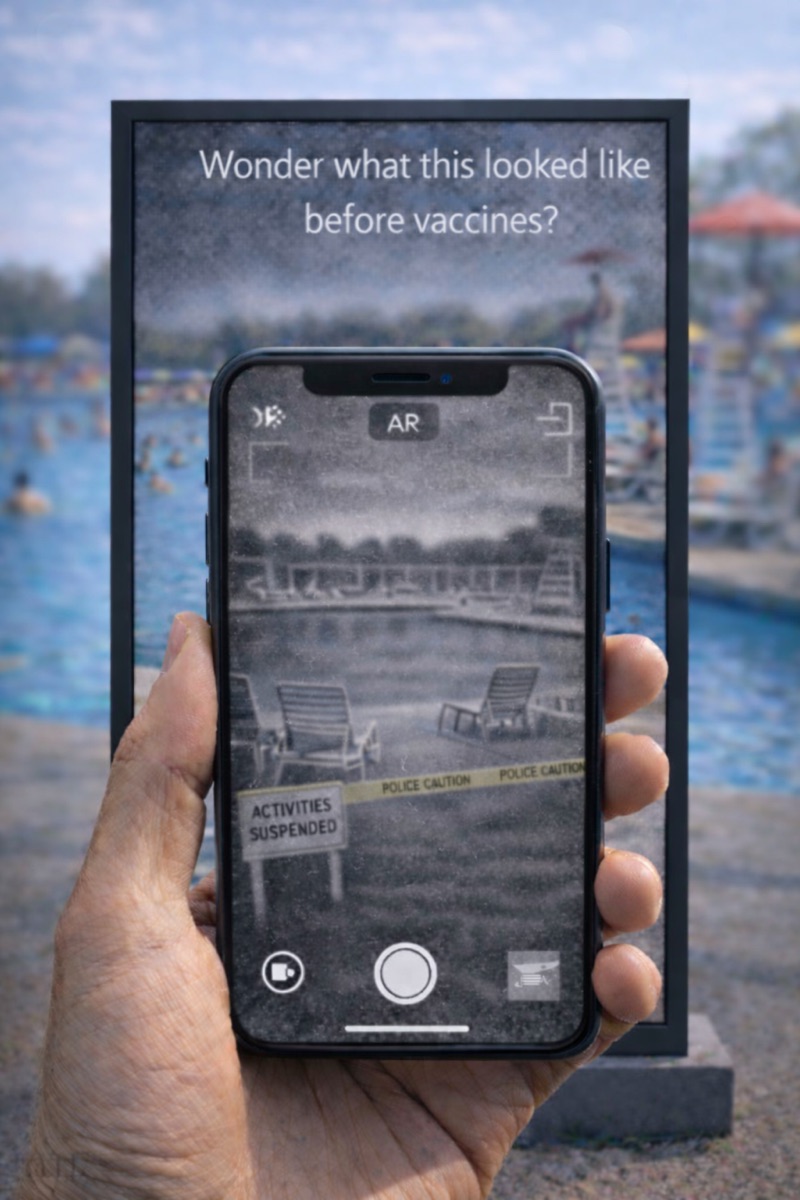 Wonder what this looked like
before vaccines?
AR
POLICE CAUTION POLICE CAUTION
ACTIVITIES
SUSPENDED